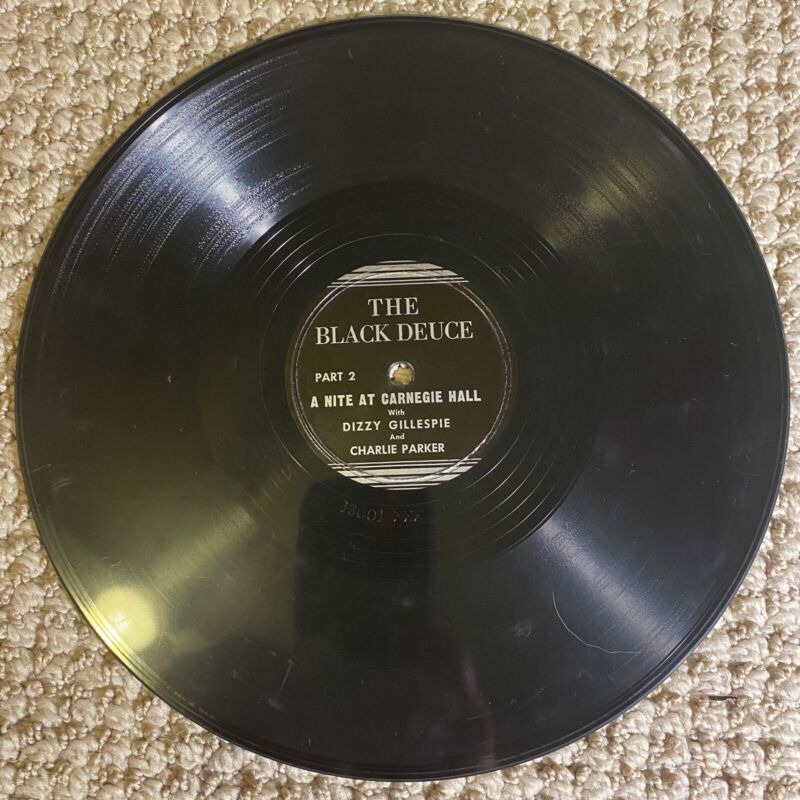 THE
BLACK DEUCE
PART 2
A NITE AT CARNEGIE HALL
With
DIZZY GILLESPIE
And
CHARLIE PARKER